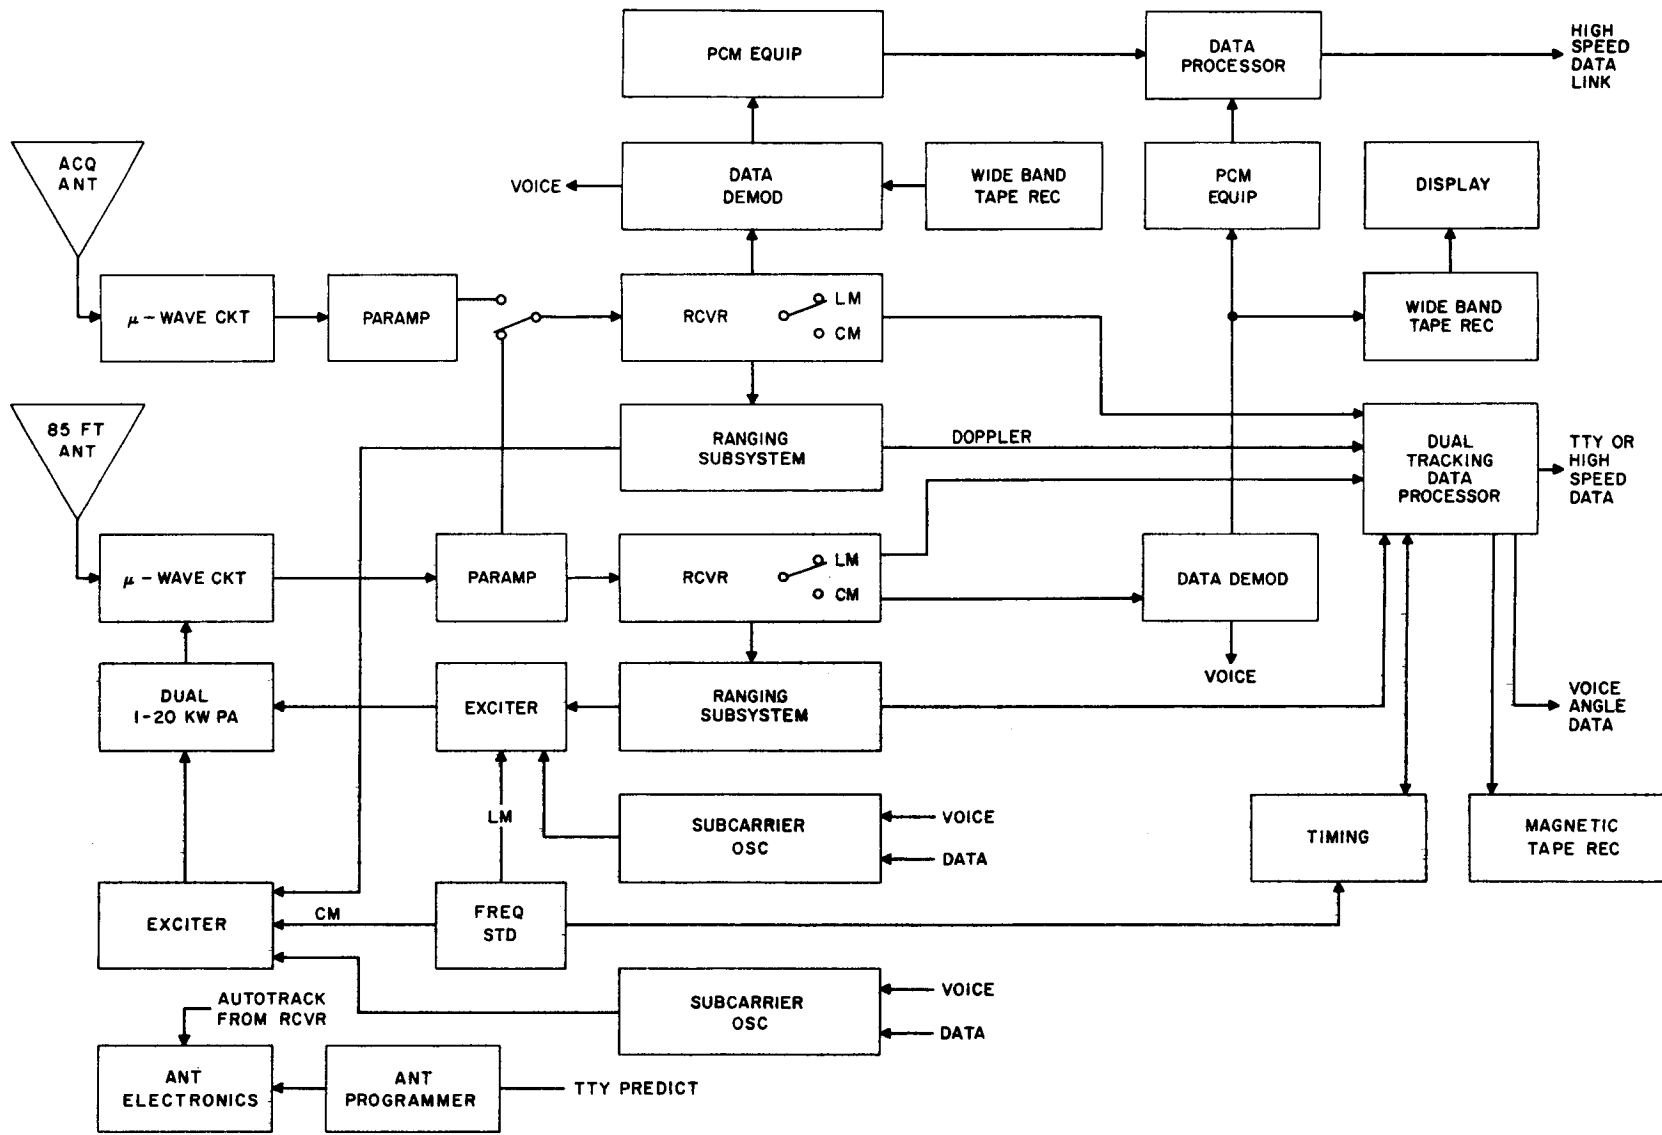 PCM EQUIP
DATA
PROCESSOR
HIGH
SPEED
DATA
LINK
ACQ
ANT
VOICE
DATA
DEMOD
WIDE BAND
TAPE REC
PCM
EQUIP
DISPLAY
μ-WAVE CKT
PARAMP
RCVR
LM
CM
WIDE BAND
TAPE REC
85 FT
ANT
RANGING
SUBSYSTEM
DOPPLER
DUAL
TRACKING
DATA
PROCESSOR
TTY OR
HIGH
SPEED
DATA
μ-WAVE CKT
PARAMP
RCVR
LM
CM
DATA DEMOD
VOICE
DUAL
1-20 KW PA
EXCITER
RANGING
SUBSYSTEM
VOICE
ANGLE
DATA
LM
SUBCARRIER
OSC
VOICE
DATA
TIMING
MAGNETIC
TAPE REC
EXCITER
CM
FREQ
STD
AUTOTRACK
FROM RCVR
SUBCARRIER
OSC
VOICE
DATA
ANT
ELECTRONICS
ANT
PROGRAMMER
TTY PREDICT